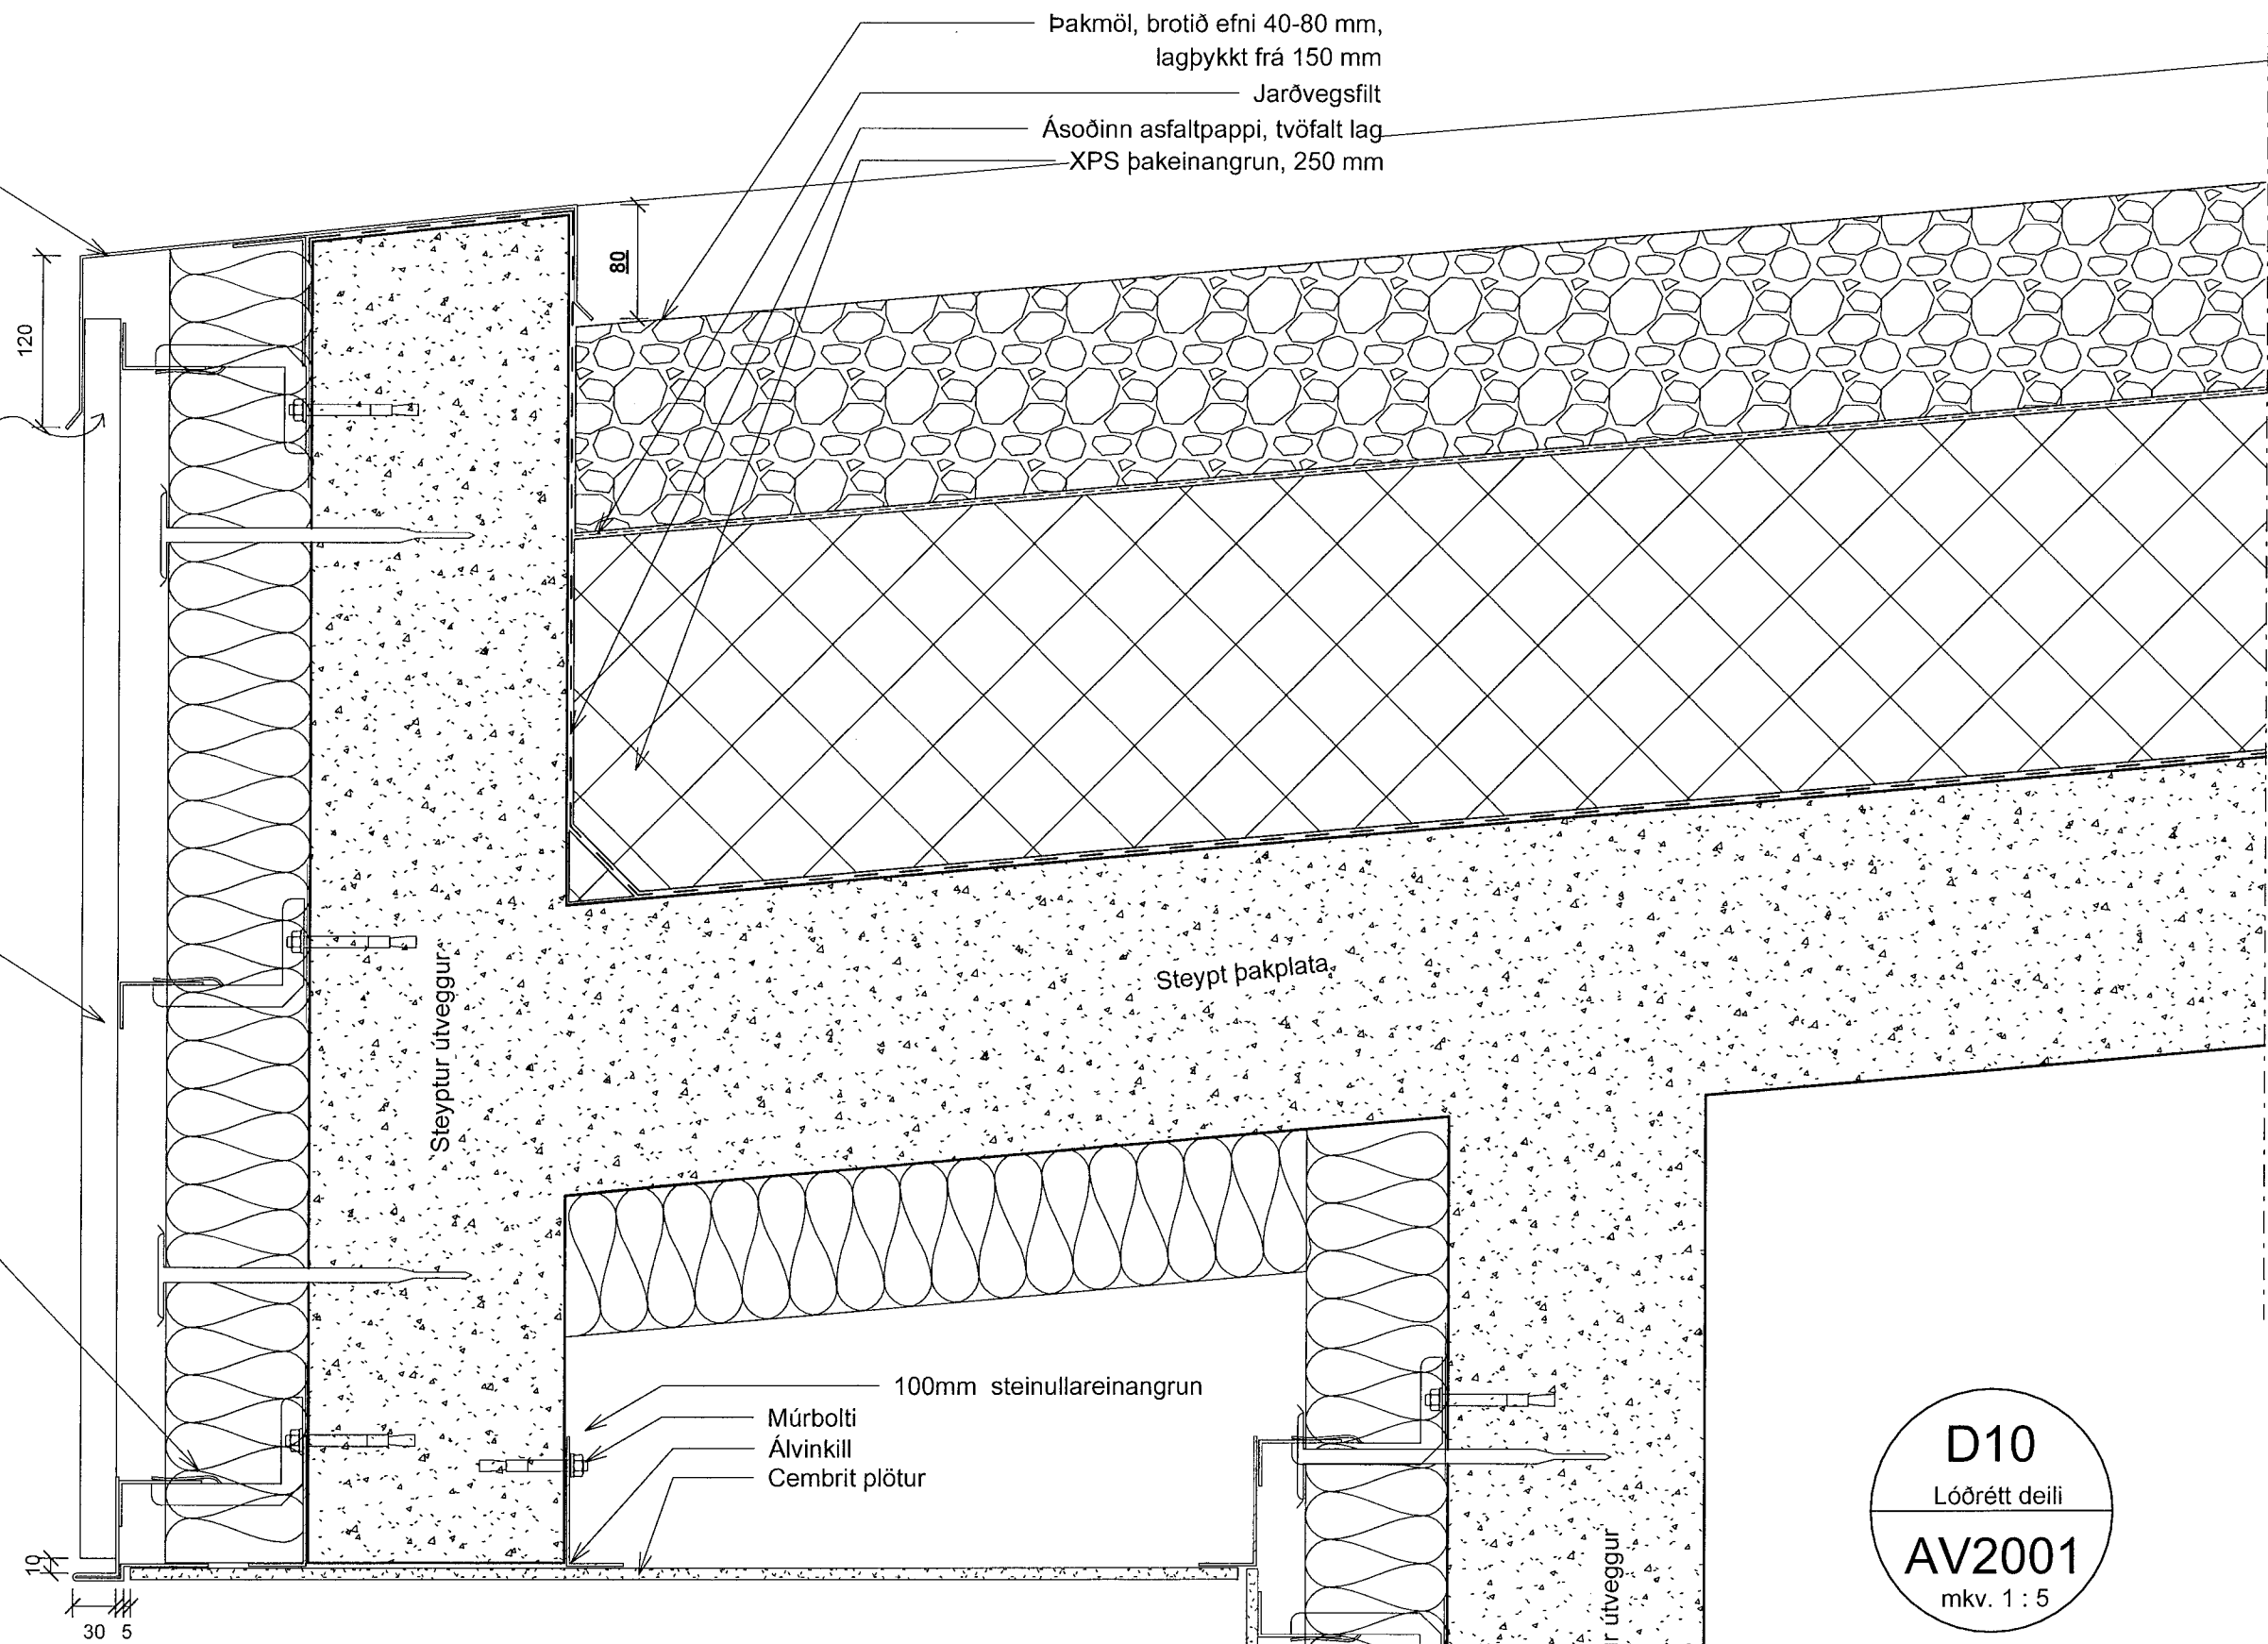 Þakmöl, brotið efni 40-80 mm,
lagþykkt frá 150 mm
Jarðvegsfilt
Ásoðinn asfaltpappi, tvöfalt lag
XPS þakeinangrun, 250 mm
80
120
Steyptur útveggur
Steypt þakplata
100mm steinullareinangrun
Múrbolti
Álvinkill
Cembrit plötur
10
30 5
útveggur
D10
Lóðrétt deili
AV2001
mkv. 1 : 5